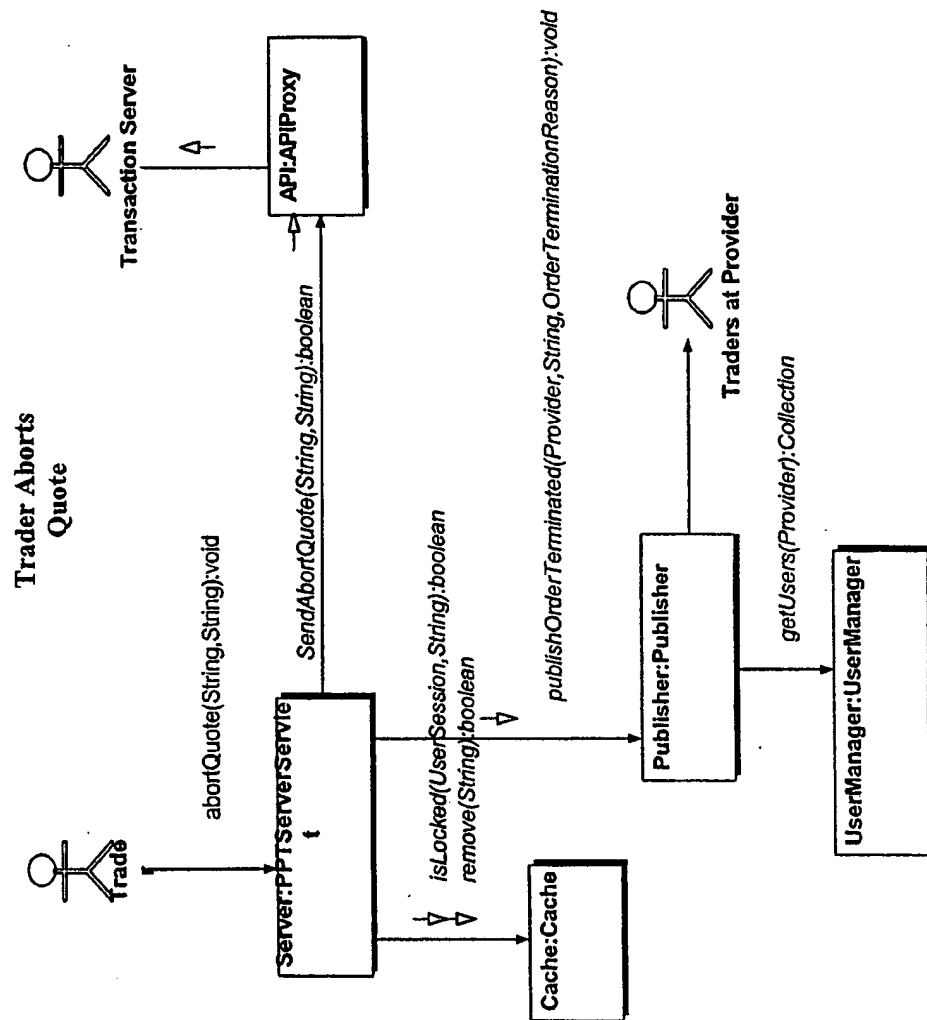 Trader Aborts
Quote
Trade
Transaction Server
abortQuote(String,String):void
Server:PPTServerServle
t
SendAbortQuote(String,String):boolean
API:APIProxy
isLocked(UserSession,String):boolean
remove(String):boolean
publishOrderTerminated(Provider,String,OrderTerminationReason):void
Cache:Cache
Publisher:Publisher
Traders at Provider
getUsers(Provider):Collection
UserManager:UserManager